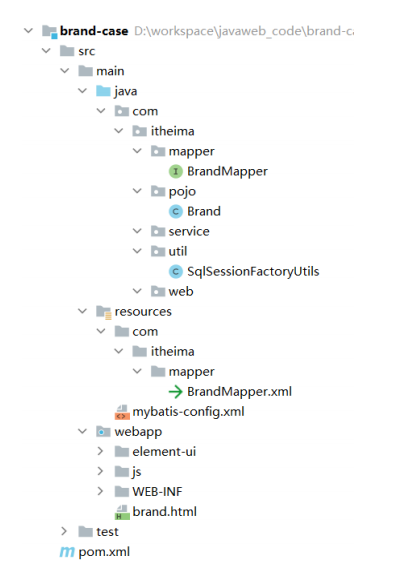 brand-case D:\workspace\javaweb_code\brand-ca
src
main
java
com
itheima
mapper
I BrandMapper
pojo
C Brand
service
util
C SqlSessionFactoryUtils
web
resources
com
itheima
mapper
BrandMapper.xml
mybatis-config.xml
webapp
element-ui
js
WEB-INF
H brand.html
test
m pom.xml